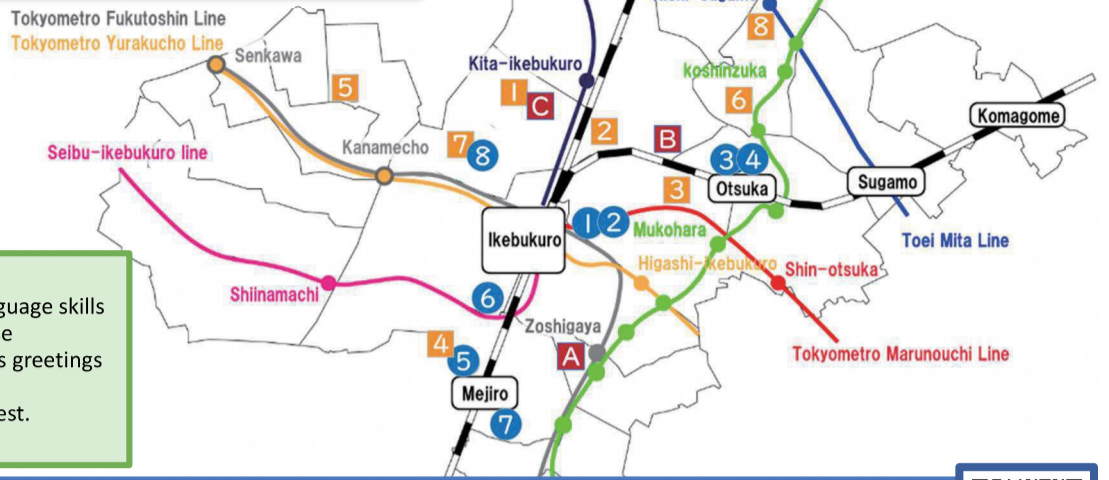 Tokyometro Fukutoshin Line
Tokyometro Yurakucho Line
Senkawa
5
8
Kita-ikebukuro
1
C
koshinzuka
6
Komagome
2
B
7
8
Kanamecho
Seibu-ikebukuro line
3
4
3
Otsuka
Sugamo
1
2
Ikebukuro
Mukohara
Toei Mita Line
Higashi-ikebukuro
Shin-otsuka
Shiinamachi
6
Zoshigaya
4
5
A
Tokyometro Marunouchi Line
Mejiro
7
guage skills
e
s greetings
est.